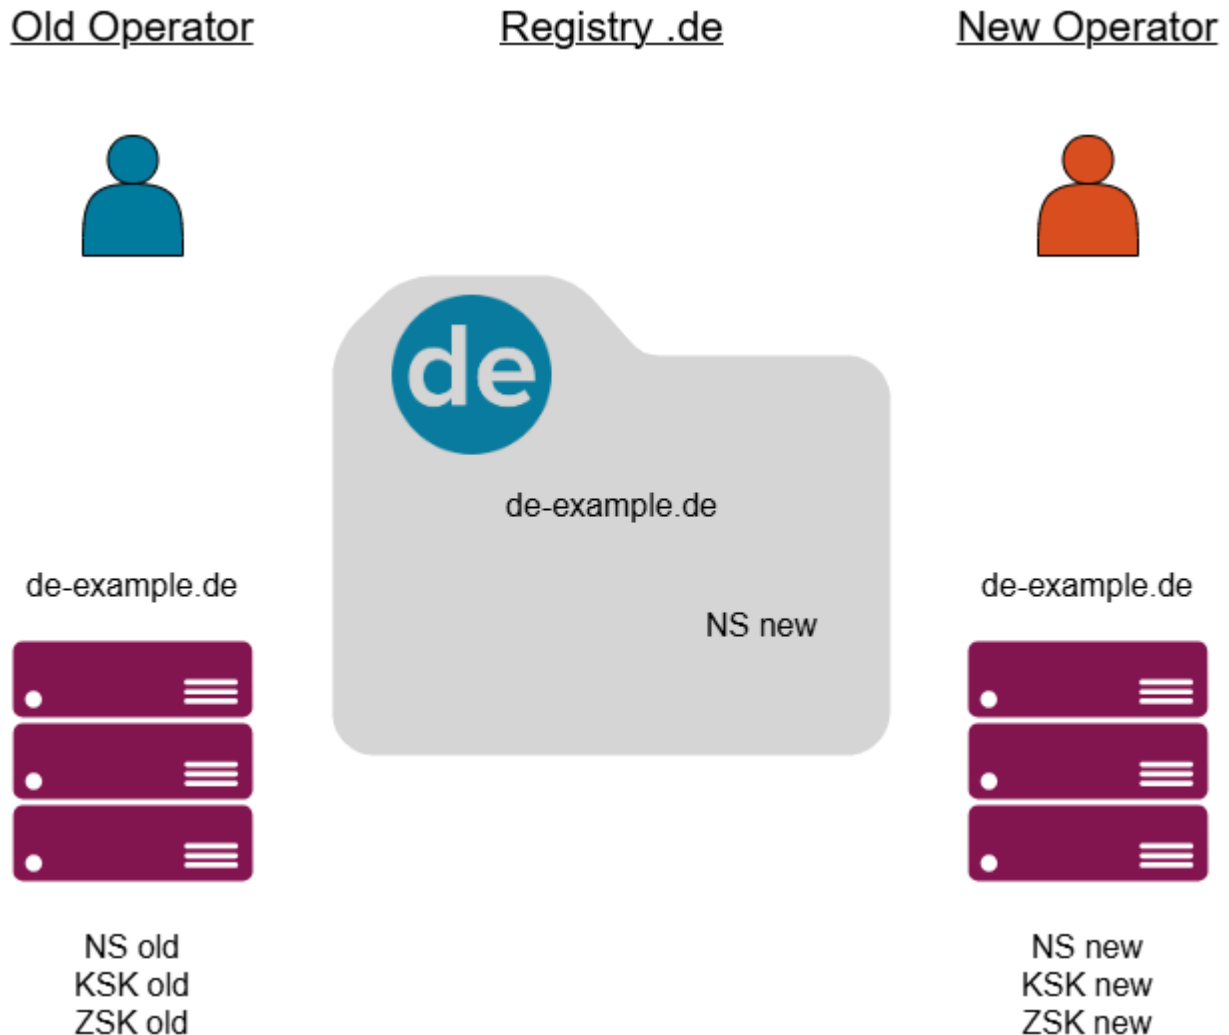 Old Operator
Registry .de
New Operator
de
de-example.de
de-example.de
de-example.de
NS new
NS old
KSK old
ZSK old
NS new
KSK new
ZSK new